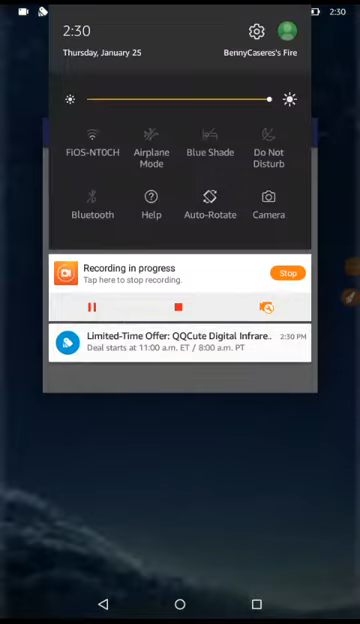 2:30
2:30
Thursday, January 25
BennyCaseres's Fire
FiOS-NT0CH
Airplane
Mode
Blue Shade
Do Not
Disturb
Bluetooth
Help
Auto-Rotate
Camera
Recording in progress
Tap here to stop recording.
Stop
Limited-Time Offer: QQCute Digital Infrare..
2:30 PM
Deal starts at 11:00 a.m. ET / 8:00 a.m. PT